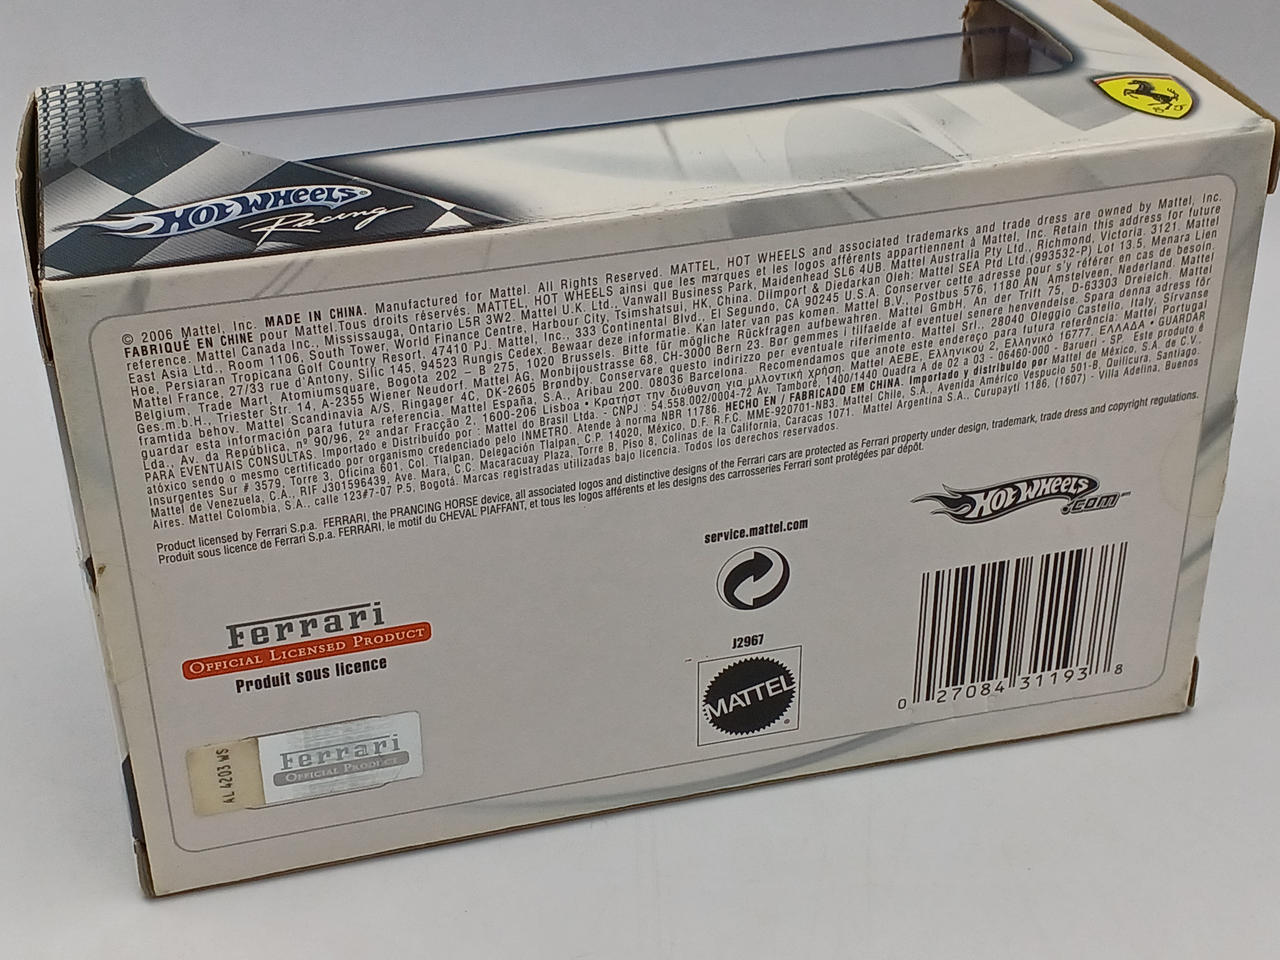 HOT WHEELS®
Racing
© 2006 Mattel, Inc. MADE IN CHINA. Manufactured for Mattel. All Rights Reserved. MATTEL, HOT WHEELS and associated trademarks and trade dress are owned by Mattel, Inc.
FABRIQUÉ EN CHINE pour Mattel.Tous droits réservés. MATTEL, HOT WHEELS ainsi que les marques et les logos afférents appartiennent à Mattel, Inc. Retain this address for future
reference. Mattel Canada Inc., Mississauga, Ontario L5R 3W2. Mattel U.K. Ltd., Vanwall Business Park, Maidenhead SL6 4UB. Mattel Australia Pty Ltd., Richmond, Victoria. 3121. Mattel
East Asia Ltd., Room 1106, South Tower, World Finance Centre, Harbour City, Tsimshatsui, HK, China. Diimport & Diedarkan Oleh: Mattel SEA Ptd Ltd.(993532-P) Lot 13.5, Menara Lien
Hoe, Persiaran Tropicana Golf Country Resort, 47410 PJ. Mattel, Inc., 333 Continental Blvd., El Segundo, CA 90245 U.S.A. Conserver cette adresse pour s'y référer en cas de besoin.
Mattel France, 27/33 rue d'Antony, Silic 145, 94523 Rungis Cedex. Bewaar deze informatie. Kan later van pas komen. Mattel B.V., Postbus 576, 1180 AN Amstelveen, Nederland. Mattel
Belgium, Trade Mart, Atomiumsquare, Bogota 202 – B 275, 1020 Brussels. Bitte für mögliche Rückfragen aufbewahren. Mattel GmbH, An der Trift 75, D-63303 Dreieich. Mattel
Ges.m.b.H., Triester Str. 14, A-2355 Wiener Neudorf. Mattel AG, Monbijoustrasse 68, CH-3000 Bern 23. Bør gemmes / tilfælde af eventuel senere henvendelse. Spara denna adress för
framtida behov. Mattel Scandinavia A/S, Ringager 4C, DK-2605 Brøndby. Conservare questo indirizzo per eventuale riferimento. Mattel Srl., 28040 Oleggio Castello, Italy. Sírvanse
guardar esta información para futura referencia. Mattel España, S.A., Aribau 200. 08036 Barcelona. Recomendamos que anote este endereço para futura referência: Mattel Portugal
Lda., Av. da República, nº 90/96, 2º andar Fracção 2, 1600-206 Lisboa • Κρατήστ την διύθυνση για μλλοντική χρήση. Mattel AEBE, Ελληνικού 2, Ελληνικό 16777, ΕΛΛΑΔΑ • GUARDAR
PARA EVENTUAIS CONSULTAS. Importado e Distribuído por : Mattel do Brasil Ltda. - CNPJ : 54.558.002/0004-72 Av. Tamboré, 1400/1440 Quadra A de 02 a 03 - 06460-000 - Barueri - SP. Este produto é
atóxico sendo o mesmo certificado por organismo credenciado pelo INMETRO. Atende à norma NBR 11786. HECHO EN / FABRICADO EM CHINA. Importado y distribuido por Mattel de México, S.A. de C.V.,
Insurgentes Sur # 3579, Torre 3, Oficina 601, Col. Tlalpan, Delegación Tlalpan, C.P. 14020, México, D.F. R.F.C. MME-920701-NB3. Mattel Chile, S.A., Avenida Américo Vespucio 501-B, Quilicura, Santiago.
Mattel de Venezuela, C.A., RIF J301596439, Ave. Mara, C.C. Macaracuay Plaza, Torre B, Piso 8, Colinas de la California, Caracas 1071. Mattel Argentina S.A., Curupaytí 1186, (1607) - Villa Adelina, Buenos
Aires. Mattel Colombia, S.A., calle 123#7-07 P.5, Bogotá. Marcas registradas utilizadas bajo licencia. Todos los derechos reservados.
Product licensed by Ferrari S.p.a. FERRARI, the PRANCING HORSE device, all associated logos and distinctive designs of the Ferrari cars are protected as Ferrari property under design, trademark, trade dress and copyright regulations.
Produit sous licence de Ferrari S.p.a. FERRARI, le motif du CHEVAL PIAFFANT, et tous les logos afférents et les designs des carrosseries Ferrari sont protégées par dépôt.
HOT WHEELS
.com
service.mattel.com
Ferrari
OFFICIAL LICENSED PRODUCT
Produit sous licence
J2967
MATTEL®
0 27084 31193 8
AL 4203 WS
Ferrari
OFFICIAL PRODUCT
S F